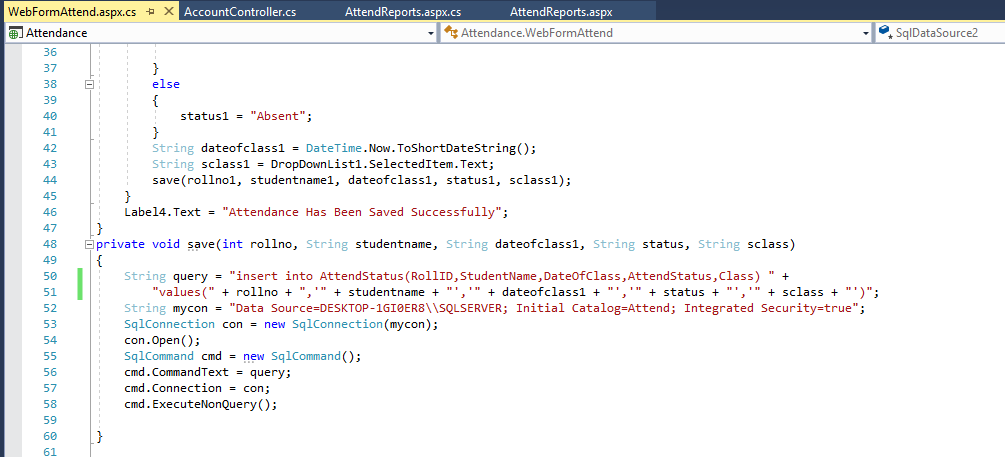 WebFormAttend.aspx.cs AccountController.cs AttendReports.aspx.cs AttendReports.aspx
Attendance Attendance.WebFormAttend SqlDataSource2
36
37 }
38 else
39 {
40 status1 = "Absent";
41 }
42 String dateofclass1 = DateTime.Now.ToShortDateString();
43 String sclass1 = DropDownList1.SelectedItem.Text;
44 save(rollno1, studentname1, dateofclass1, status1, sclass1);
45 }
46 Label4.Text = "Attendance Has Been Saved Successfully";
47 }
48 private void save(int rollno, String studentname, String dateofclass1, String status, String sclass)
49 {
50 String query = "insert into AttendStatus(RollID,StudentName,DateOfClass,AttendStatus,Class) " +
51 "values(" + rollno + ",'" + studentname + "','" + dateofclass1 + "','" + status + "','" + sclass + "')";
52 String mycon = "Data Source=DESKTOP-1GI0ER8\\SQLSERVER; Initial Catalog=Attend; Integrated Security=true";
53 SqlConnection con = new SqlConnection(mycon);
54 con.Open();
55 SqlCommand cmd = new SqlCommand();
56 cmd.CommandText = query;
57 cmd.Connection = con;
58 cmd.ExecuteNonQuery();
59
60 }
61